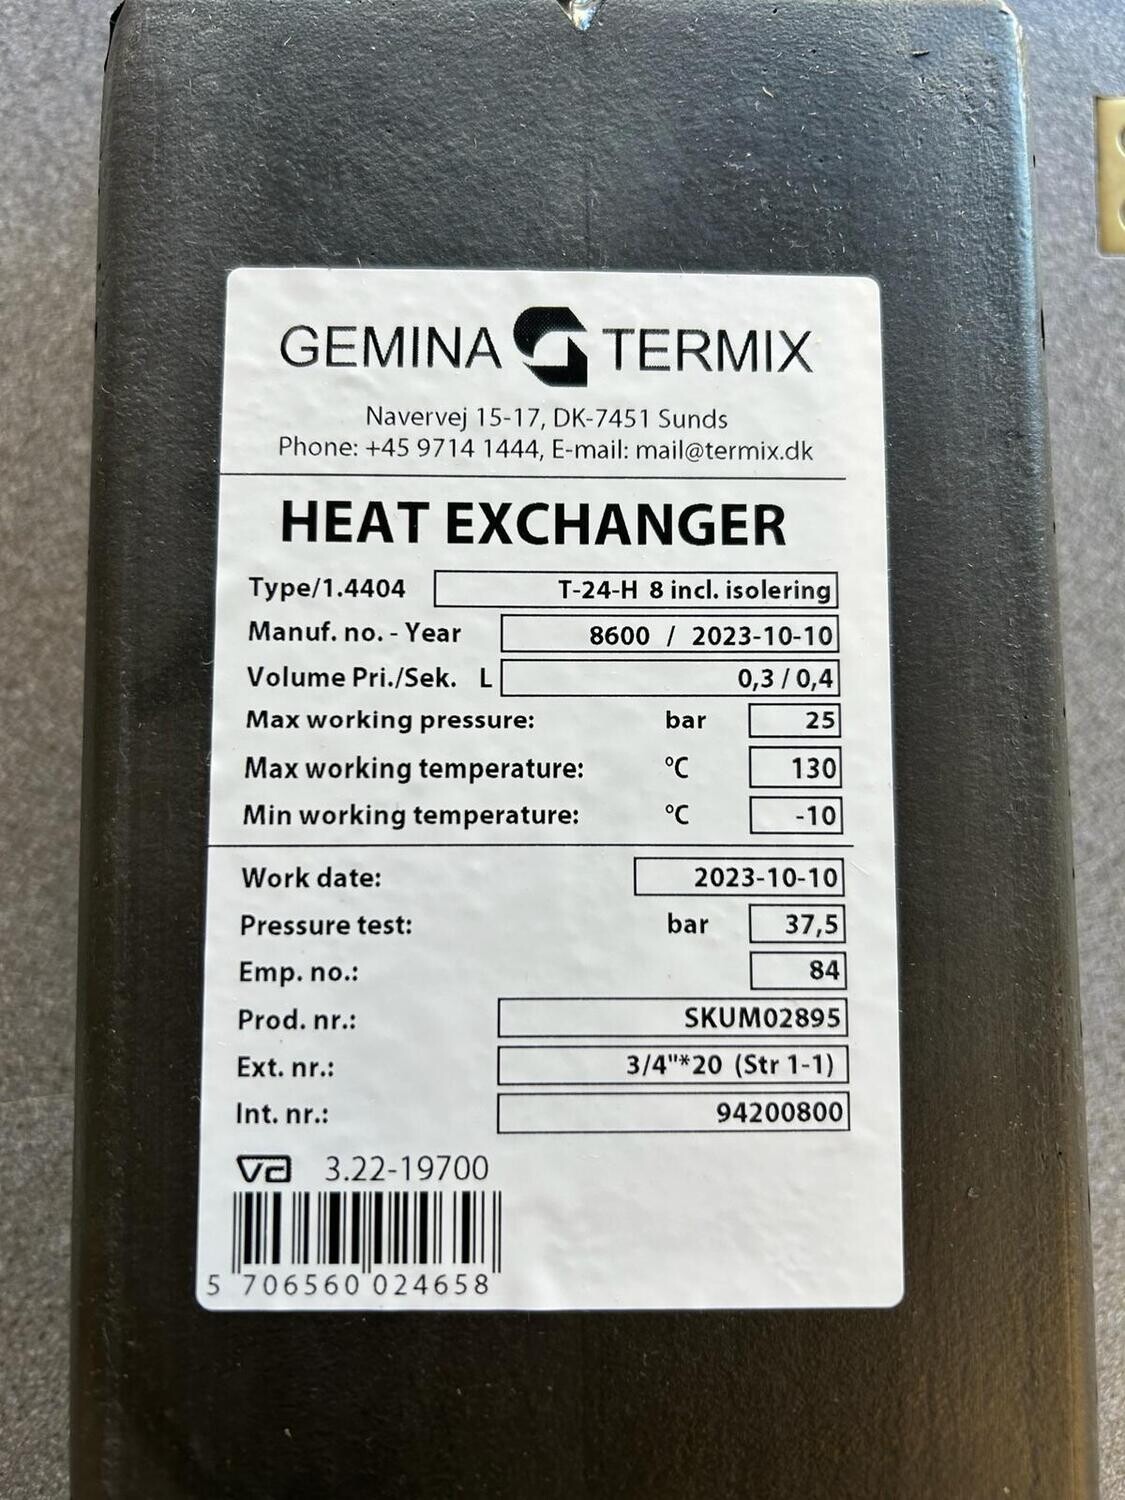 GEMINA TERMIX
Navervej 15-17, DK-7451 Sunds
Phone: +45 9714 1444, E-mail: mail@termix.dk
HEAT EXCHANGER
Type/1.4404 T-24-H 8 incl. isolering
Manuf. no. - Year 8600 / 2023-10-10
Volume Pri./Sek. L 0,3 / 0,4
Max working pressure: bar 25
Max working temperature: °C 130
Min working temperature: °C -10
Work date: 2023-10-10
Pressure test: bar 37,5
Emp. no.: 84
Prod. nr.: SKUM02895
Ext. nr.: 3/4"*20 (Str 1-1)
Int. nr.: 94200800
va 3.22-19700
5 706560 024658